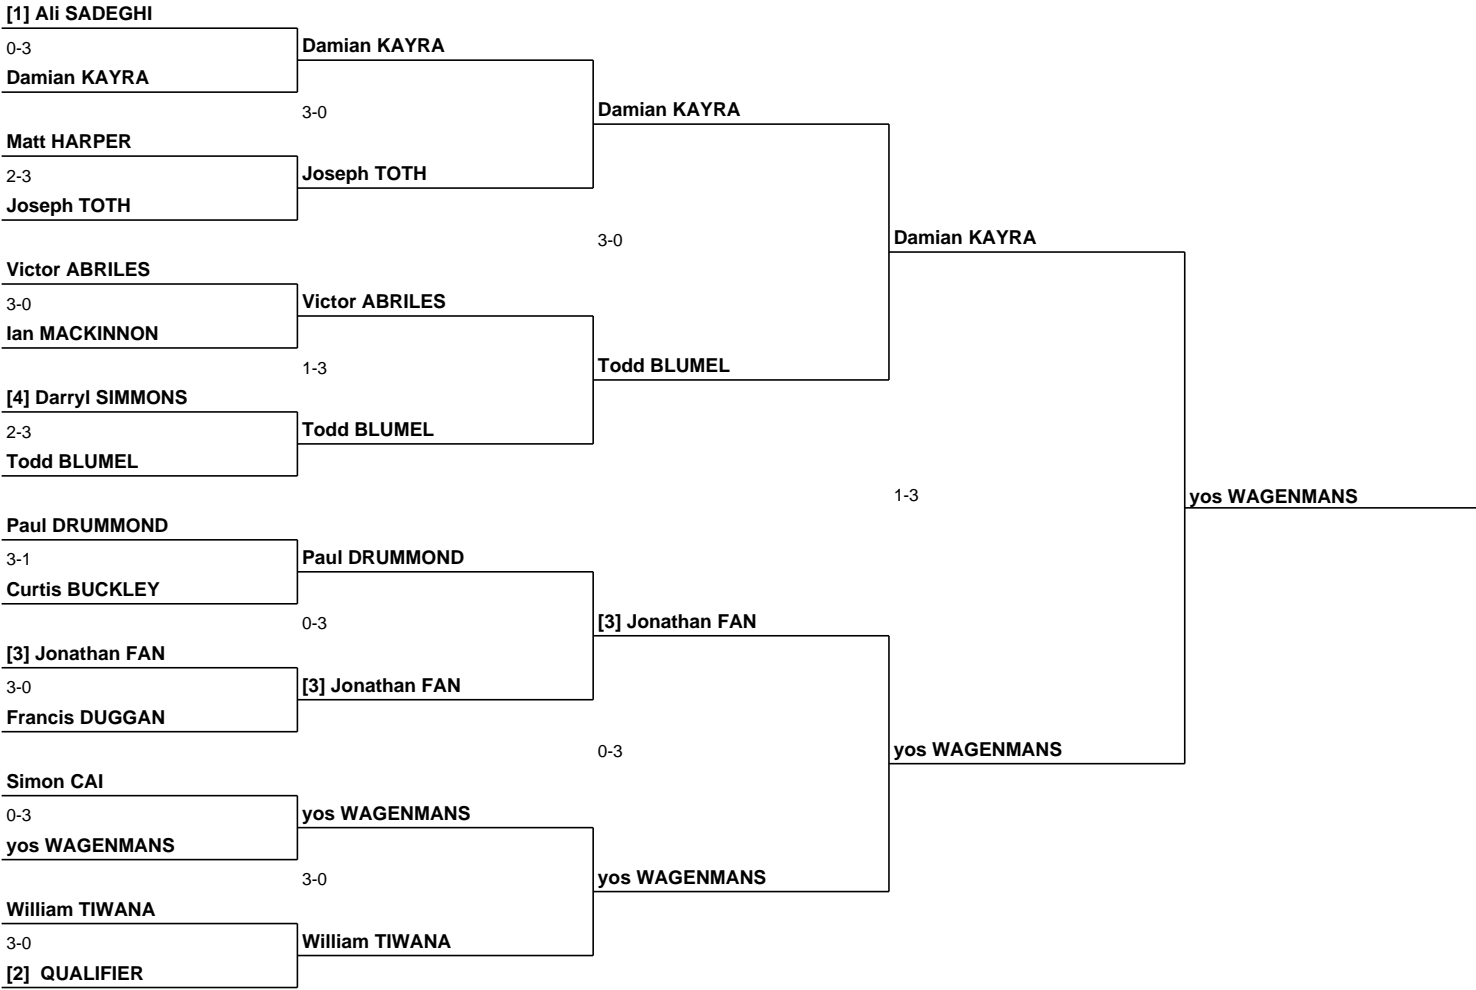 [1] Ali SADEGHI
0-3
Damian KAYRA
Damian KAYRA
3-0
Damian KAYRA
Matt HARPER
2-3
Joseph TOTH
Joseph TOTH
3-0
Damian KAYRA
Victor ABRILES
3-0
Ian MACKINNON
Victor ABRILES
1-3
Todd BLUMEL
[4] Darryl SIMMONS
2-3
Todd BLUMEL
Todd BLUMEL
1-3
yos WAGENMANS
Paul DRUMMOND
3-1
Curtis BUCKLEY
Paul DRUMMOND
0-3
[3] Jonathan FAN
[3] Jonathan FAN
3-0
Francis DUGGAN
[3] Jonathan FAN
0-3
yos WAGENMANS
Simon CAI
0-3
yos WAGENMANS
yos WAGENMANS
3-0
yos WAGENMANS
William TIWANA
3-0
[2]  QUALIFIER
William TIWANA